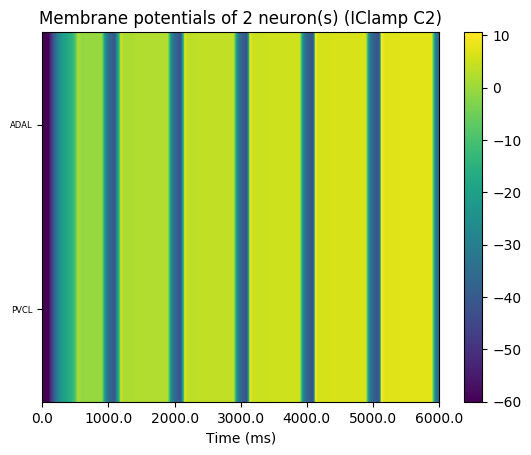 Membrane potentials of 2 neuron(s) (IClamp C2)
ADAL
PVCL
0.0 1000.0 2000.0 3000.0 4000.0 5000.0 6000.0
Time (ms)
10
0
−10
−20
−30
−40
−50
−60